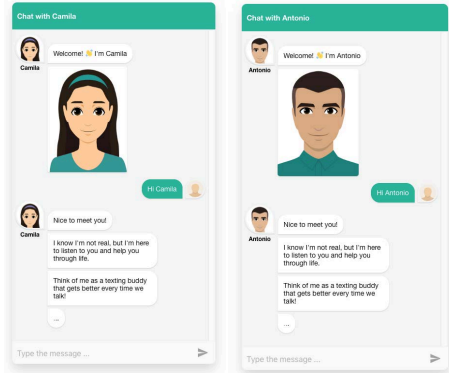 Chat with Camila
Welcome! 👋 I'm Camila
Camila
Hi Camila
Nice to meet you!
Camila
I know I'm not real, but I'm here
to listen to you and help you
through life.
Think of me as a texting buddy
that gets better every time we
talk!
...
Type the message ...
Chat with Antonio
Welcome! 👋 I'm Antonio
Antonio
Hi Antonio
Nice to meet you!
Antonio
I know I'm not real, but I'm here
to listen to you and help you
through life.
Think of me as a texting buddy
that gets better every time we
talk!
...
Type the message ...